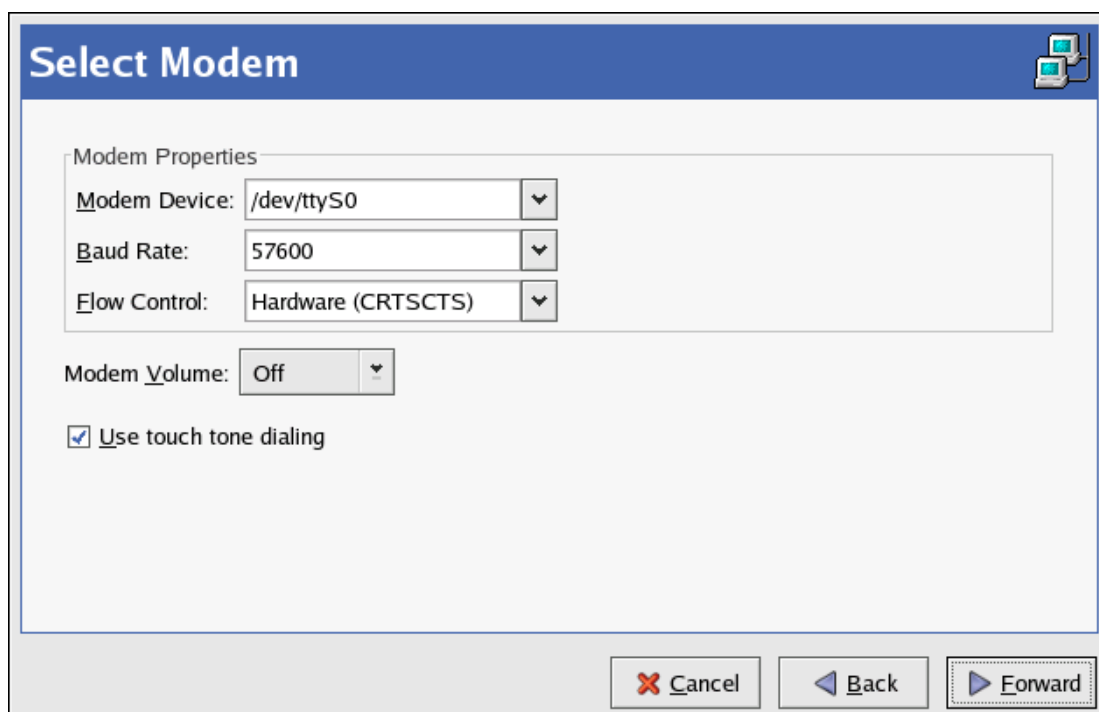 Select Modem
Modem Properties
Modem Device: /dev/ttyS0
Baud Rate: 57600
Flow Control: Hardware (CRTSCTS)
Modem Volume: Off
Use touch tone dialing
Cancel Back Forward